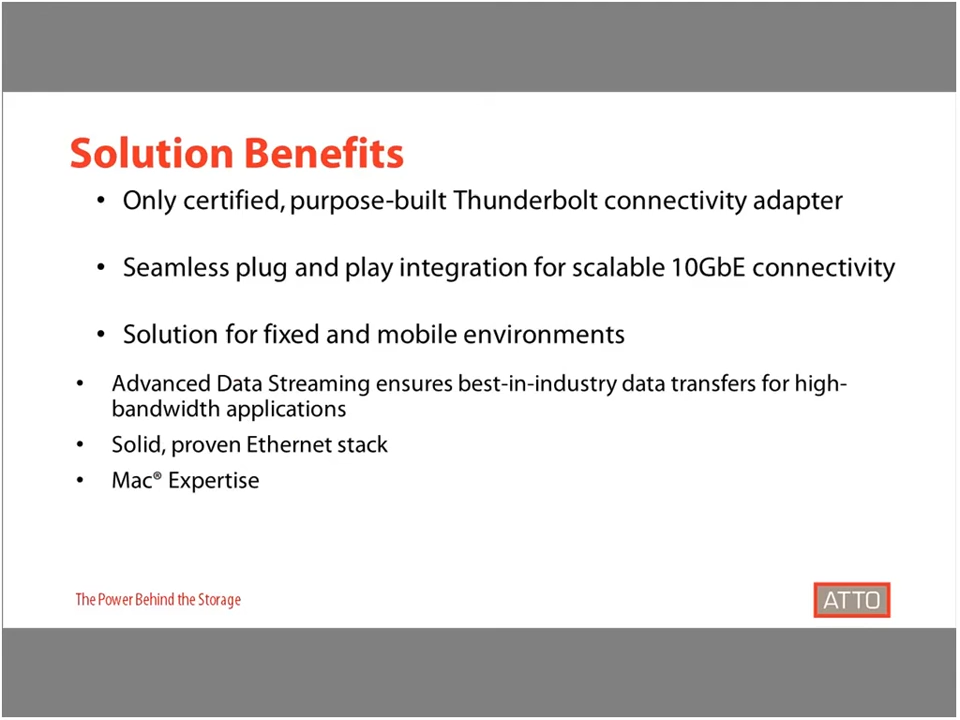 Solution Benefits
• Only certified, purpose-built Thunderbolt connectivity adapter
• Seamless plug and play integration for scalable 10GbE connectivity
• Solution for fixed and mobile environments
• Advanced Data Streaming ensures best-in-industry data transfers for high-
bandwidth applications
• Solid, proven Ethernet stack
• Mac® Expertise
The Power Behind the Storage
ATTO